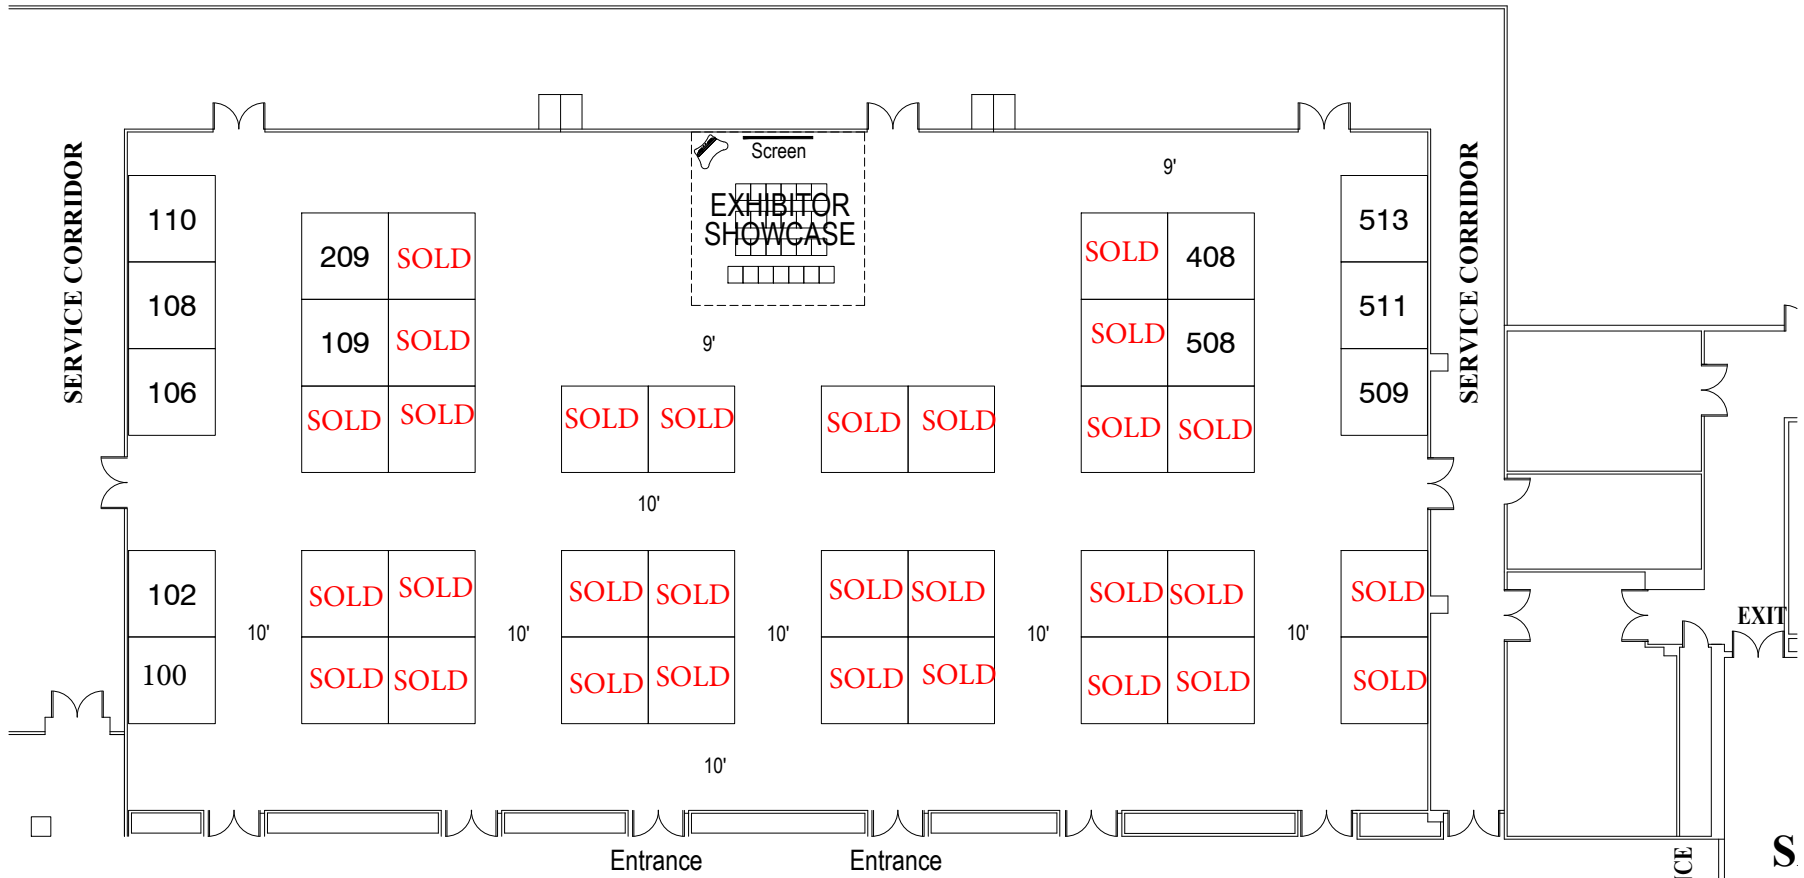 Screen
EXHIBITOR
SHOWCASE
9'
SERVICE CORRIDOR
SERVICE CORRIDOR
110
513
209 SOLD
SOLD 408
108
511
109 SOLD
9'
SOLD 508
106
509
SOLD SOLD
SOLD SOLD
SOLD SOLD
SOLD SOLD
10'
102
SOLD SOLD
SOLD SOLD
SOLD SOLD
SOLD SOLD
SOLD
10'
10'
10'
10'
10'
EXIT
100
SOLD SOLD
SOLD SOLD
SOLD SOLD
SOLD SOLD
SOLD
10'
Entrance
Entrance